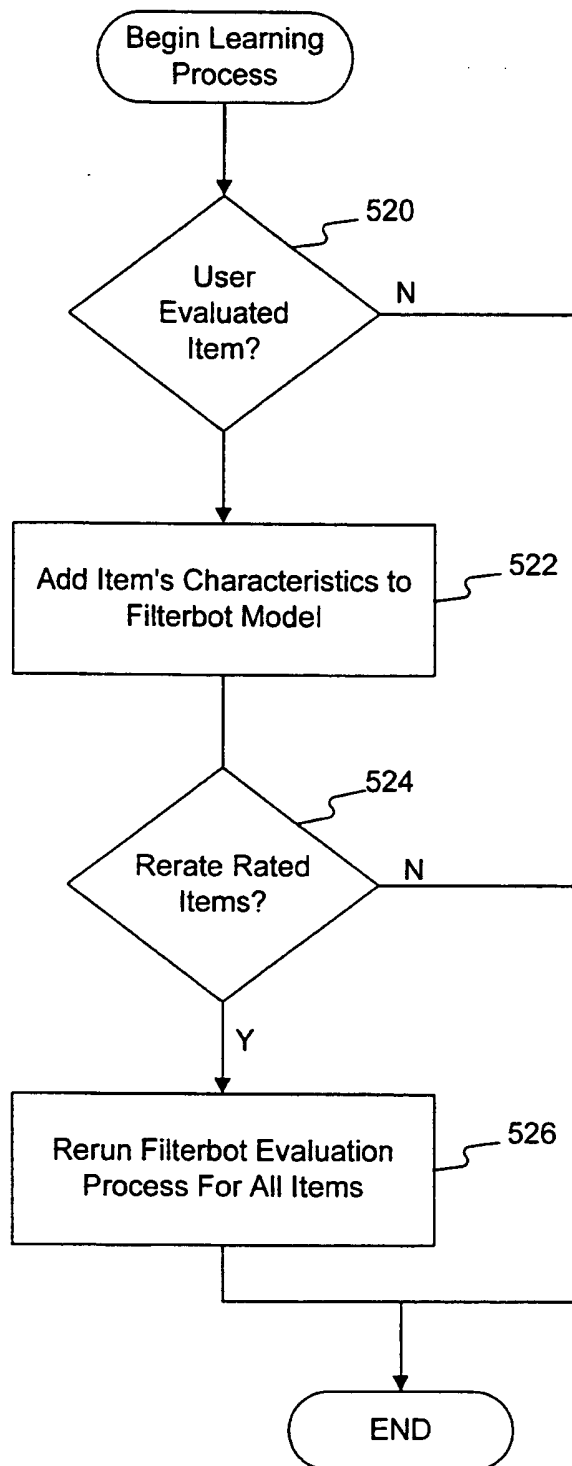 Begin Learning
Process
520
User
Evaluated
Item?
N
Add Item's Characteristics to
Filterbot Model
522
524
Rerate Rated
Items?
N
Y
Rerun Filterbot Evaluation
Process For All Items
526
END